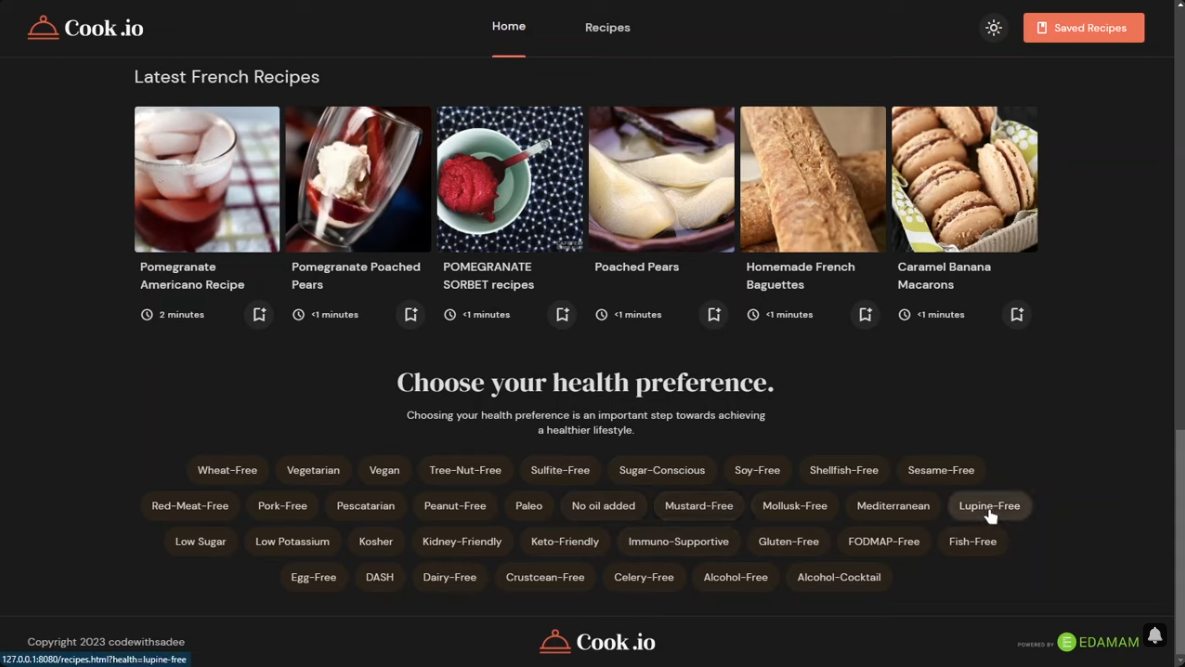 Cook.io
Home
Recipes
Saved Recipes
Latest French Recipes
Pomegranate
Americano Recipe
Pomegranate Poached
Pears
POMEGRANATE
SORBET recipes
Poached Pears
Homemade French
Baguettes
Caramel Banana
Macarons
2 minutes
<1 minutes
<1 minutes
<1 minutes
<1 minutes
<1 minutes
Choose your health preference.
Choosing your health preference is an important step towards achieving
a healthier lifestyle.
Wheat-Free
Vegetarian
Vegan
Tree-Nut-Free
Sulfite-Free
Sugar-Conscious
Soy-Free
Shellfish-Free
Sesame-Free
Red-Meat-Free
Pork-Free
Pescatarian
Peanut-Free
Paleo
No oil added
Mustard-Free
Mollusk-Free
Mediterranean
Lupine-Free
Low Sugar
Low Potassium
Kosher
Kidney-Friendly
Keto-Friendly
Immuno-Supportive
Gluten-Free
FODMAP-Free
Fish-Free
Egg-Free
DASH
Dairy-Free
Crustcean-Free
Celery-Free
Alcohol-Free
Alcohol-Cocktail
Copyright 2023 codewithsadee
Cook.io
POWERED BY
EDAMAM
127.0.0.1:8080/recipes.html?health=lupine-free